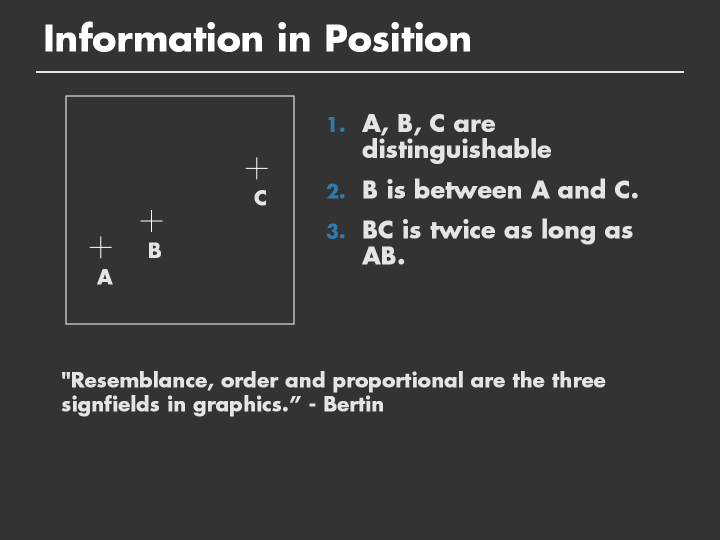 Information in Position
C
B
A
1. A, B, C are
distinguishable
2. B is between A and C.
3. BC is twice as long as
AB.
"Resemblance, order and proportional are the three
signfields in graphics.” - Bertin